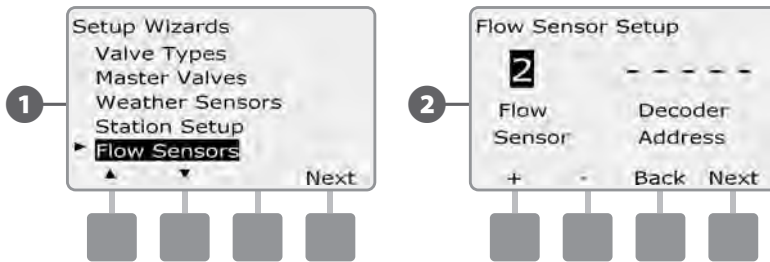 1
Setup Wizards
Valve Types
Master Valves
Weather Sensors
Station Setup
Flow Sensors
Next
2
Flow Sensor Setup
2 - - - - -
Flow Decoder
Sensor Address
+ - Back Next